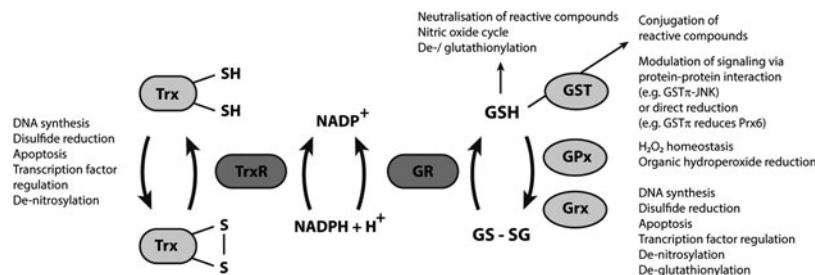 Neutralisation of reactive compounds
Nitric oxide cycle
De-/ glutathionylation
Conjugation of
reactive compounds
Trx
SH
SH
DNA synthesis
Disulfide reduction
Apoptosis
Transcription factor
regulation
De-nitrosylation
TrxR
NADP+
GR
GSH
GST
Modulation of signaling via
protein-protein interaction
(e.g. GSTπ-JNK)
or direct reduction
(e.g. GSTπ reduces Prx6)
GPx
H₂O₂ homeostasis
Organic hydroperoxide reduction
Trx
S
S
NADPH + H+
GS - SG
Grx
DNA synthesis
Disulfide reduction
Apoptosis
Trancription factor regulation
De-nitrosylation
De-glutathionylation